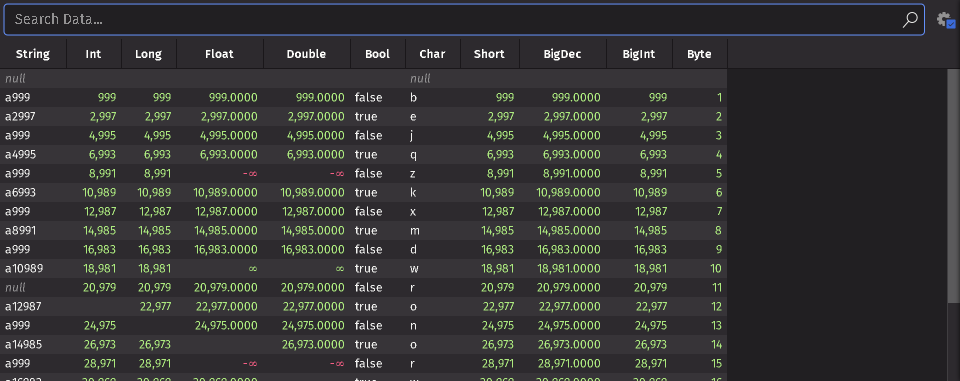 Search Data...
String Int Long Float Double Bool Char Short BigDec BigInt Byte
null null
a999 999 999 999.0000 999.0000 false b 999 999.0000 999 1
a2997 2,997 2,997 2,997.0000 2,997.0000 true e 2,997 2,997.0000 2,997 2
a999 4,995 4,995 4,995.0000 4,995.0000 false j 4,995 4,995.0000 4,995 3
a4995 6,993 6,993 6,993.0000 6,993.0000 true q 6,993 6,993.0000 6,993 4
a999 8,991 8,991 -∞ -∞ false z 8,991 8,991.0000 8,991 5
a6993 10,989 10,989 10,989.0000 10,989.0000 true k 10,989 10,989.0000 10,989 6
a999 12,987 12,987 12,987.0000 12,987.0000 false x 12,987 12,987.0000 12,987 7
a8991 14,985 14,985 14,985.0000 14,985.0000 true m 14,985 14,985.0000 14,985 8
a999 16,983 16,983 16,983.0000 16,983.0000 false d 16,983 16,983.0000 16,983 9
a10989 18,981 18,981 ∞ ∞ true w 18,981 18,981.0000 18,981 10
null 20,979 20,979 20,979.0000 20,979.0000 false r 20,979 20,979.0000 20,979 11
a12987 22,977 22,977.0000 22,977.0000 true o 22,977 22,977.0000 22,977 12
a999 24,975 24,975.0000 24,975.0000 false n 24,975 24,975.0000 24,975 13
a14985 26,973 26,973 26,973.0000 true o 26,973 26,973.0000 26,973 14
a999 28,971 28,971 -∞ -∞ false r 28,971 28,971.0000 28,971 15